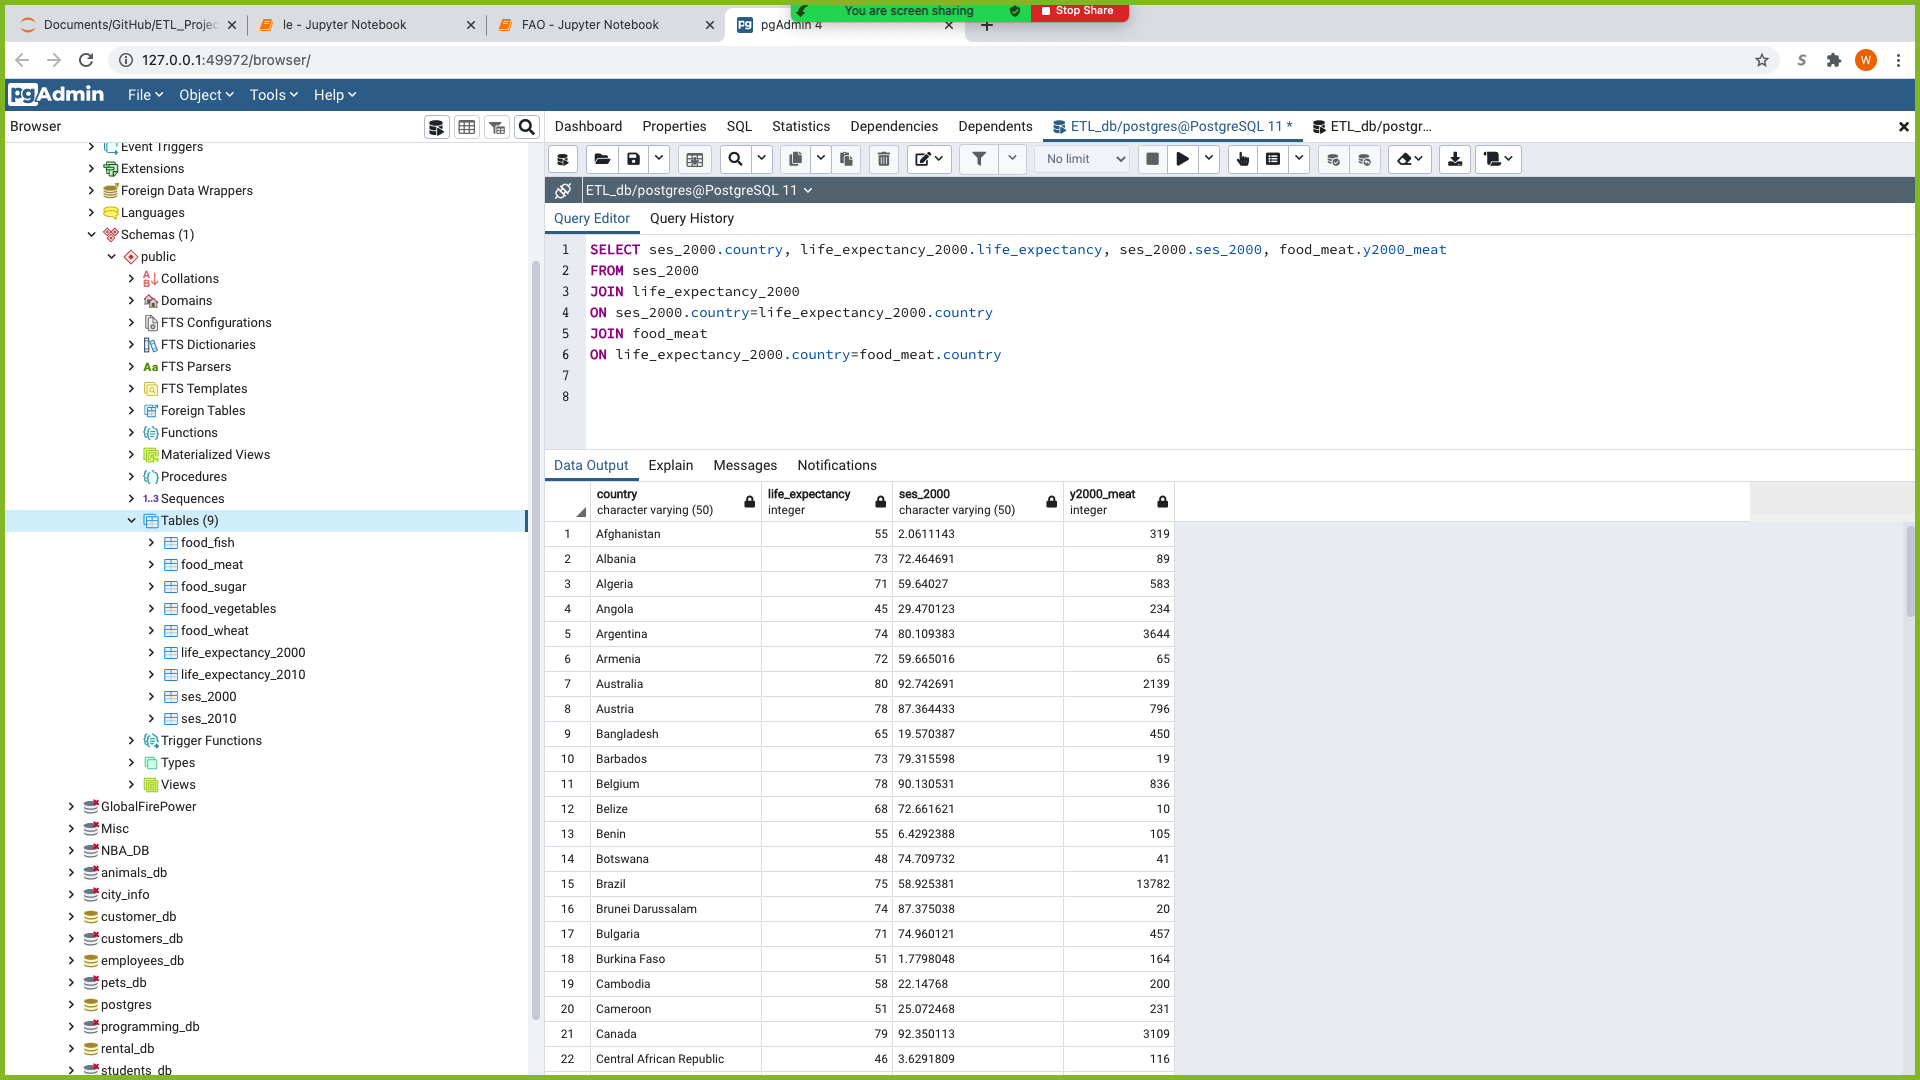 You are screen sharing
Stop Share
Documents/GitHub/ETL_Projec
le - Jupyter Notebook
FAO - Jupyter Notebook
pgAdmin 4
127.0.0.1:49972/browser/
S
W
pgAdmin
File
Object
Tools
Help
Browser
Dashboard
Properties
SQL
Statistics
Dependencies
Dependents
ETL_db/postgres@PostgreSQL 11 *
ETL_db/postgr...
Event Triggers
Extensions
Foreign Data Wrappers
Languages
Schemas (1)
public
Collations
Domains
FTS Configurations
FTS Dictionaries
Aa FTS Parsers
FTS Templates
Foreign Tables
Functions
Materialized Views
Procedures
1..3 Sequences
Tables (9)
food_fish
food_meat
food_sugar
food_vegetables
food_wheat
life_expectancy_2000
life_expectancy_2010
ses_2000
ses_2010
Trigger Functions
Types
Views
GlobalFirePower
Misc
NBA_DB
animals_db
city_info
customer_db
customers_db
employees_db
pets_db
postgres
programming_db
rental_db
students_db
No limit
ETL_db/postgres@PostgreSQL 11
Query Editor
Query History
1 SELECT ses_2000.country, life_expectancy_2000.life_expectancy, ses_2000.ses_2000, food_meat.y2000_meat
2 FROM ses_2000
3 JOIN life_expectancy_2000
4 ON ses_2000.country=life_expectancy_2000.country
5 JOIN food_meat
6 ON life_expectancy_2000.country=food_meat.country
7
8
Data Output
Explain
Messages
Notifications
country life_expectancy ses_2000 y2000_meat
character varying (50) integer character varying (50) integer
1 Afghanistan 55 2.0611143 319
2 Albania 73 72.464691 89
3 Algeria 71 59.64027 583
4 Angola 45 29.470123 234
5 Argentina 74 80.109383 3644
6 Armenia 72 59.665016 65
7 Australia 80 92.742691 2139
8 Austria 78 87.364433 796
9 Bangladesh 65 19.570387 450
10 Barbados 73 79.315598 19
11 Belgium 78 90.130531 836
12 Belize 68 72.661621 10
13 Benin 55 6.4292388 105
14 Botswana 48 74.709732 41
15 Brazil 75 58.925381 13782
16 Brunei Darussalam 74 87.375038 20
17 Bulgaria 71 74.960121 457
18 Burkina Faso 51 1.7798048 164
19 Cambodia 58 22.14768 200
20 Cameroon 51 25.072468 231
21 Canada 79 92.350113 3109
22 Central African Republic 46 3.6291809 116